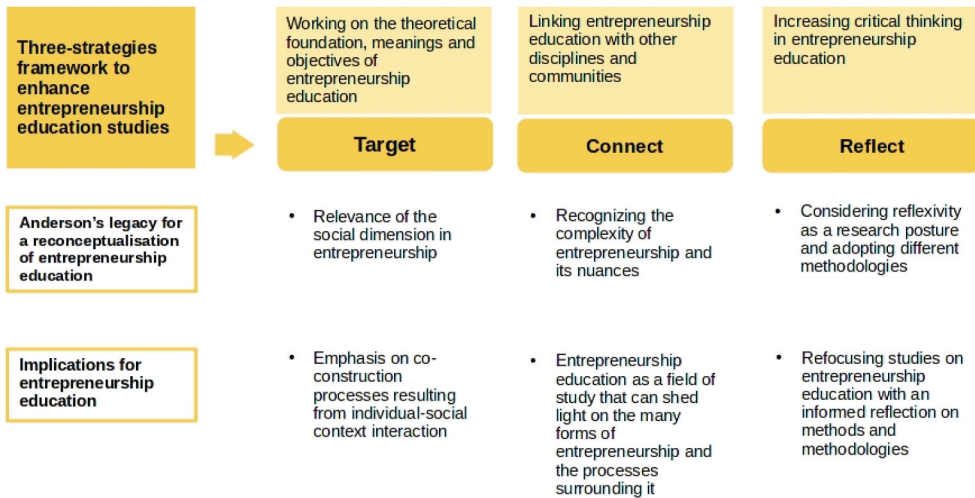 Three-strategies
framework to
enhance
entrepreneurship
education studies
Working on the theoretical
foundation, meanings and
objectives of
entrepreneurship
education
Linking entrepreneurship
education with other
disciplines and
communities
Increasing critical thinking
in entrepreneurship
education
Target
Connect
Reflect
Anderson's legacy for
a reconceptualisation
of entrepreneurship
education
• Relevance of the
social dimension in
entrepreneurship
• Recognizing the
complexity of
entrepreneurship and
its nuances
• Considering reflexivity
as a research posture
and adopting different
methodologies
Implications for
entrepreneurship
education
• Emphasis on co-
construction
processes resulting
from individual-social
context interaction
• Entrepreneurship
education as a field of
study that can shed
light on the many
forms of
entrepreneurship and
the processes
surrounding it
• Refocusing studies on
entrepreneurship
education with an
informed reflection on
methods and
methodologies